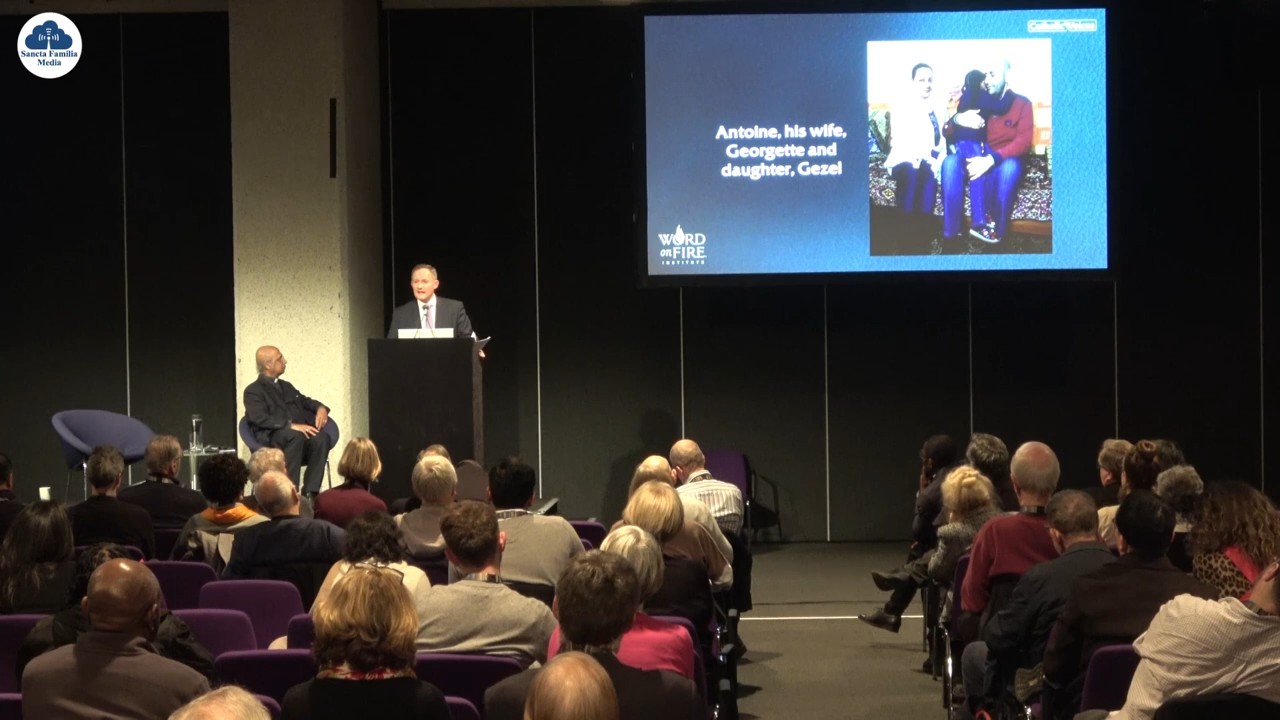 Sancta Familia
Media
Antoine, his wife,
Georgette and
daughter, Gezel
WORD
on FIRE
INSTITUTE